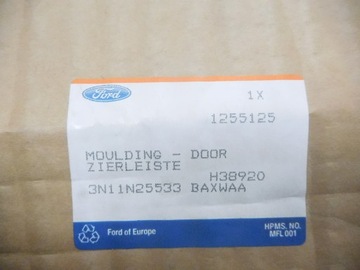 Ford
1X
1255125
MOULDING - DOOR
ZIERLEISTE
H38920
3N11N25533 BAXWAA
Ford of Europe
HPMS. NO.
MFL001